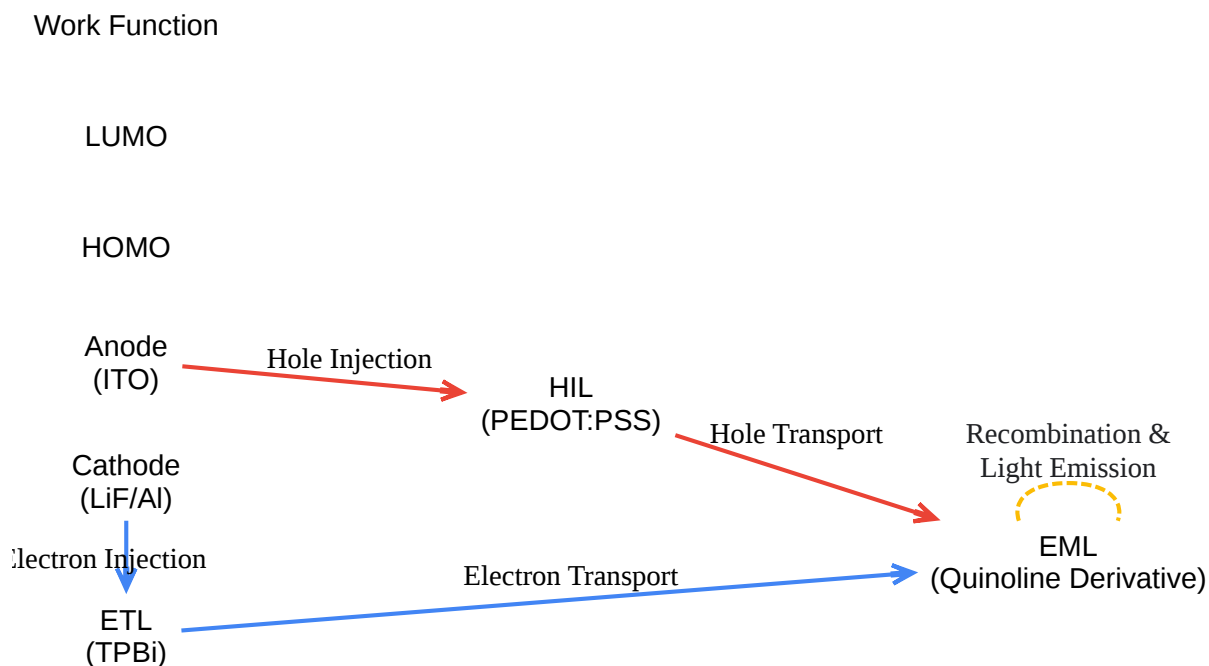 Work Function
LUMO
HOMO
Anode
(ITO)
Hole Injection
HIL
(PEDOT:PSS)
Hole Transport
Recombination &
Light Emission
Cathode
(LiF/Al)
Electron Injection
Electron Transport
EML
(Quinoline Derivative)
ETL
(TPBi)